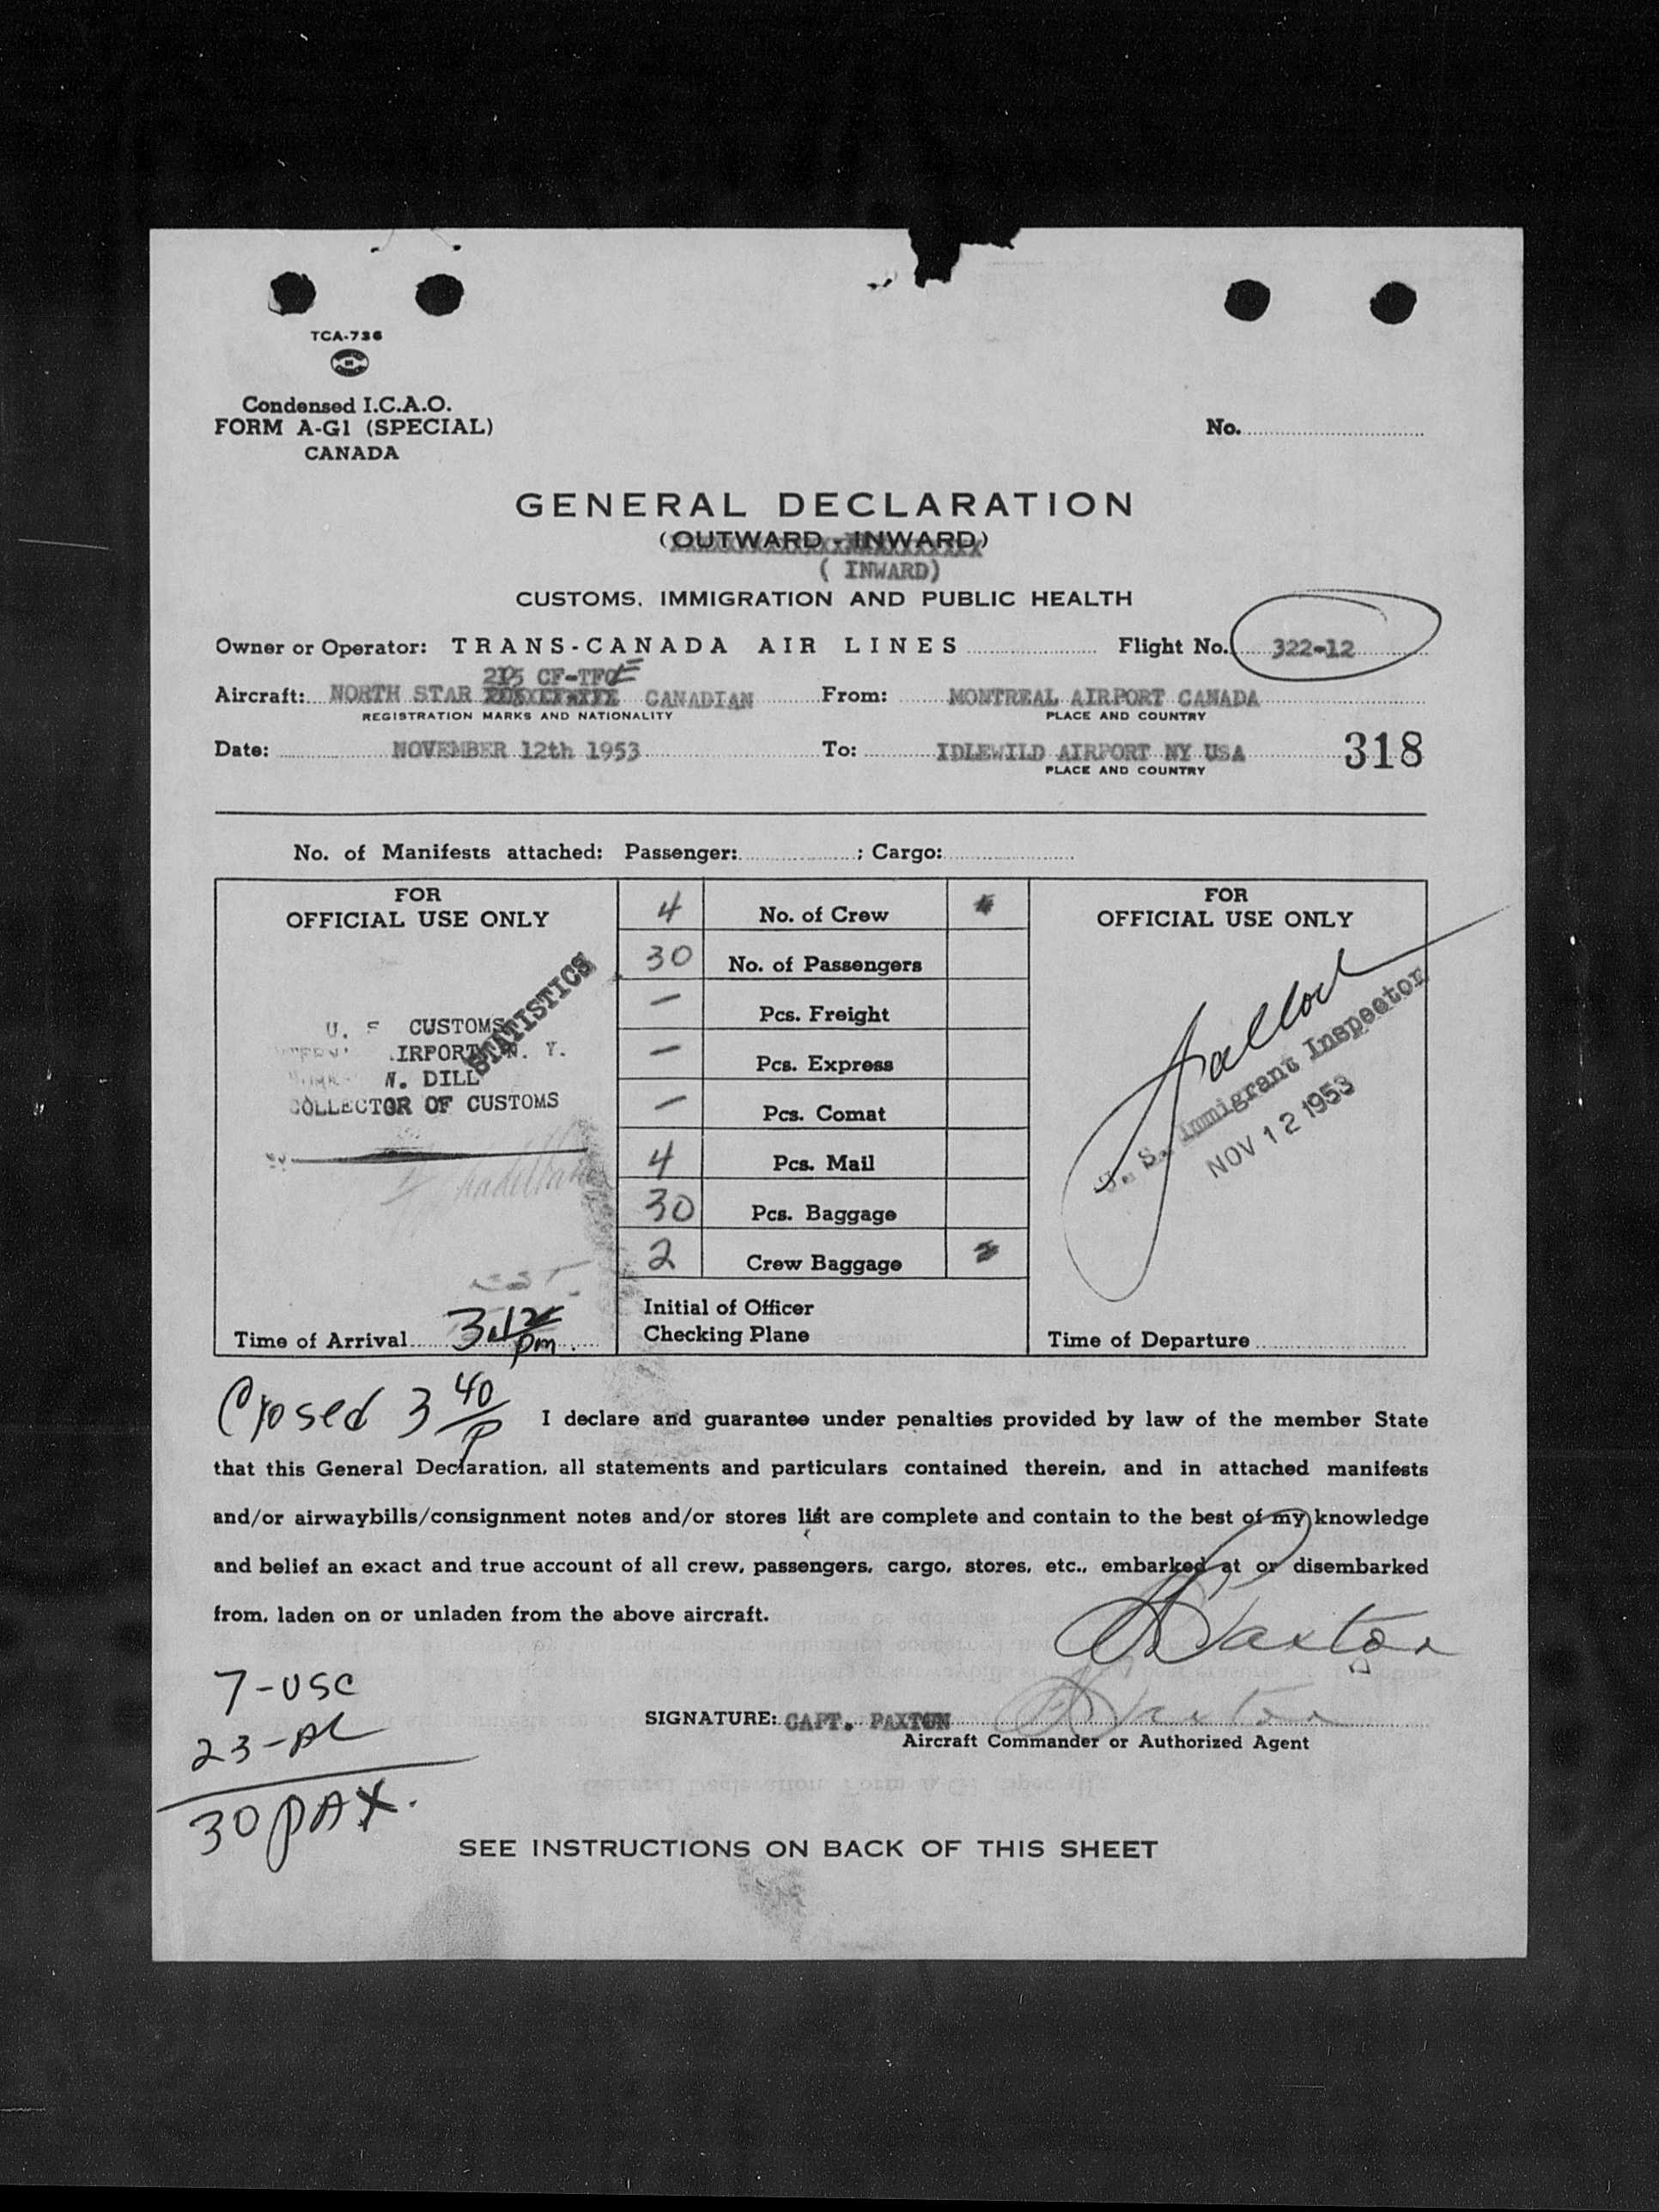 TCA-736
Condensed I.C.A.O.
FORM A-G1 (SPECIAL)
CANADA
No.
GENERAL DECLARATION
(OUTWARD - INWARD)
( INWARD)
CUSTOMS, IMMIGRATION AND PUBLIC HEALTH
Owner or Operator: TRANS-CANADA AIR LINES Flight No. 322-12
Aircraft: NORTH STAR CANADIAN From: MONTREAL AIRPORT CANADA
REGISTRATION MARKS AND NATIONALITY PLACE AND COUNTRY
Date: NOVEMBER 12th 1953 To: IDLEWILD AIRPORT NY USA 318
PLACE AND COUNTRY
No. of Manifests attached: Passenger: ; Cargo:
FOR
OFFICIAL USE ONLY
STATISTICS
U. S CUSTOMS
AIRPORT N. Y.
W. DILL
COLLECTOR OF CUSTOMS
EST
Time of Arrival 3.12 pm
4 No. of Crew 4
30 No. of Passengers
— Pcs. Freight
— Pcs. Express
— Pcs. Comat
4 Pcs. Mail
30 Pcs. Baggage
2 Crew Baggage 2
Initial of Officer
Checking Plane
FOR
OFFICIAL USE ONLY
U. S. Immigrant Inspector
NOV 12 1953
Time of Departure
Closed 3 40/P
I declare and guarantee under penalties provided by law of the member State
that this General Declaration, all statements and particulars contained therein, and in attached manifests
and/or airwaybills/consignment notes and/or stores list are complete and contain to the best of my knowledge
and belief an exact and true account of all crew, passengers, cargo, stores, etc., embarked at or disembarked
from, laden on or unladen from the above aircraft.
Paxton
7-USC
23-AL
30 PAX.
SIGNATURE: CAPT. PAXTON Paxton
Aircraft Commander or Authorized Agent
SEE INSTRUCTIONS ON BACK OF THIS SHEET